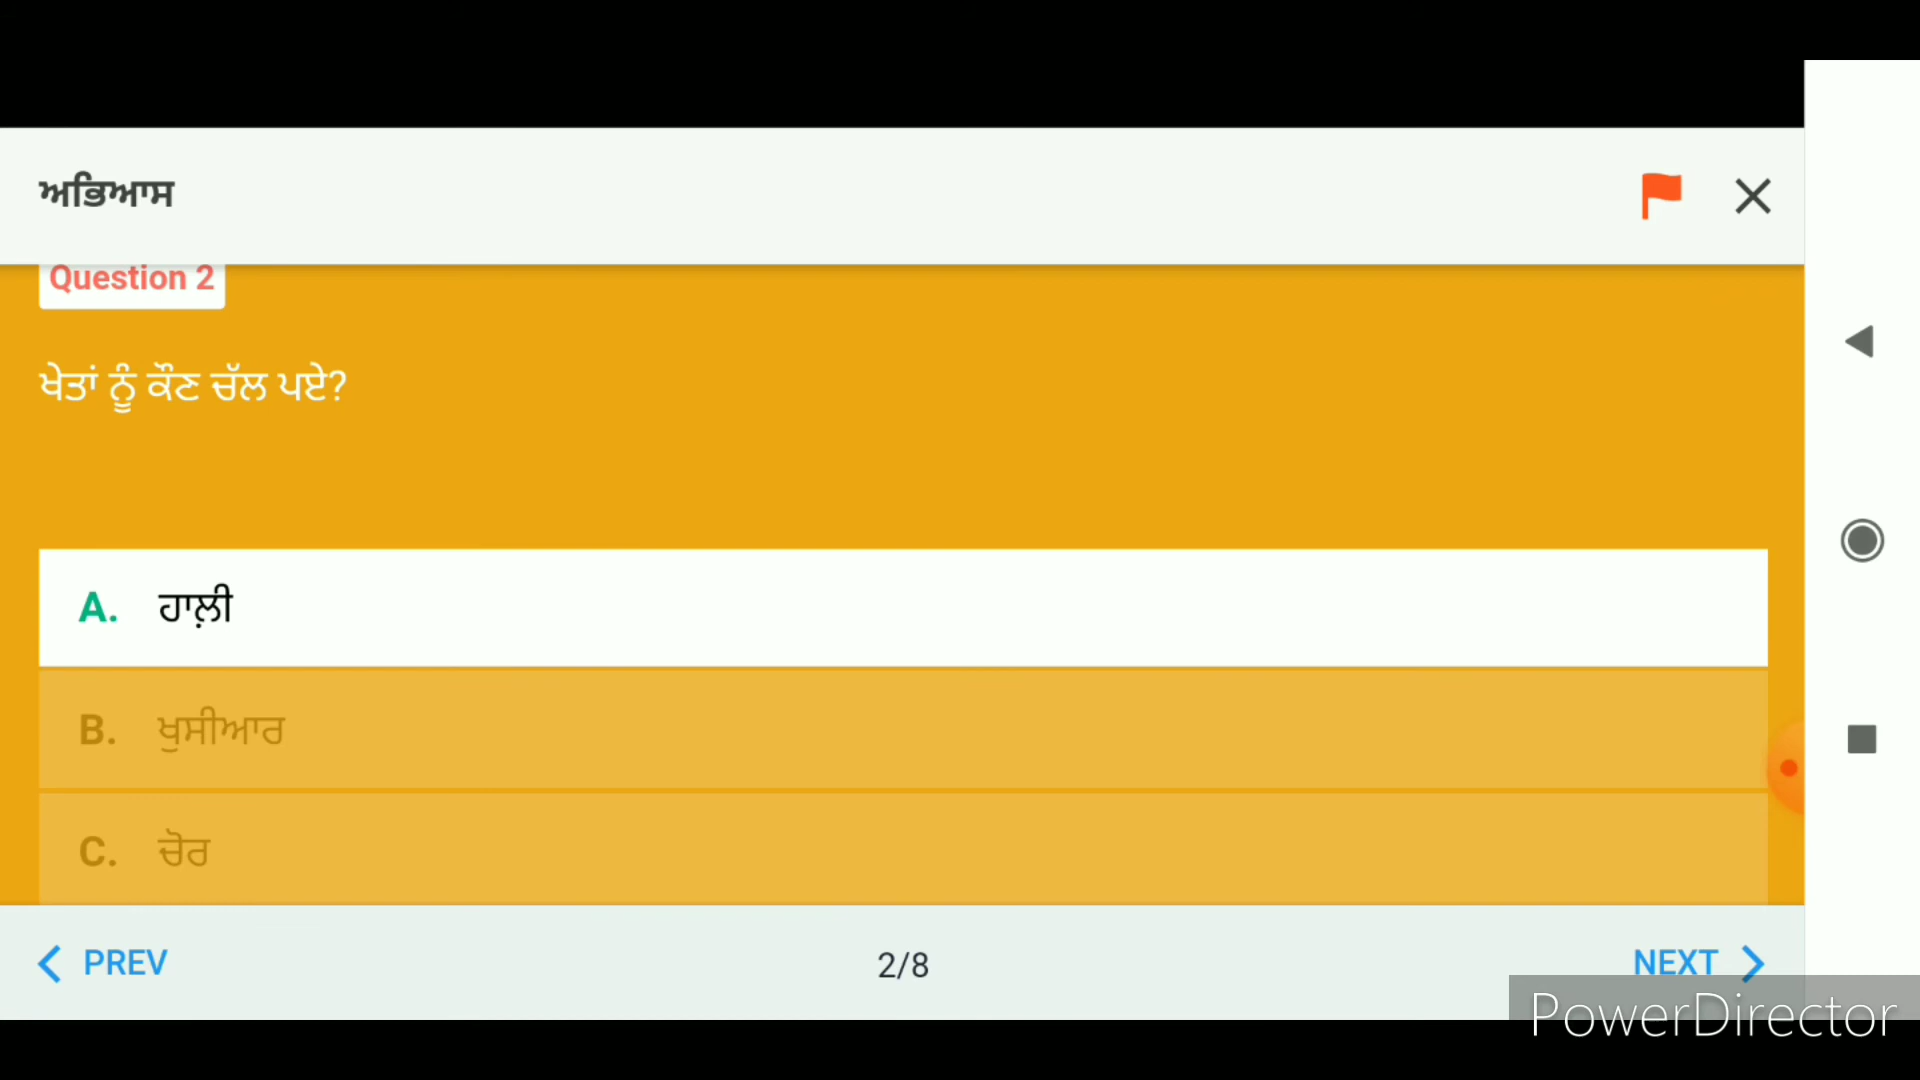 ਅਭਿਆਸ
Question 2
ਖੇਤਾਂ ਨੂੰ ਕੌਣ ਚੱਲ ਪਏ?
A. ਹਾਲ਼ੀ
B. ਖੁਸੀਆਰ
C. ਚੋਰ
PREV 2/8 NEXT
PowerDirector